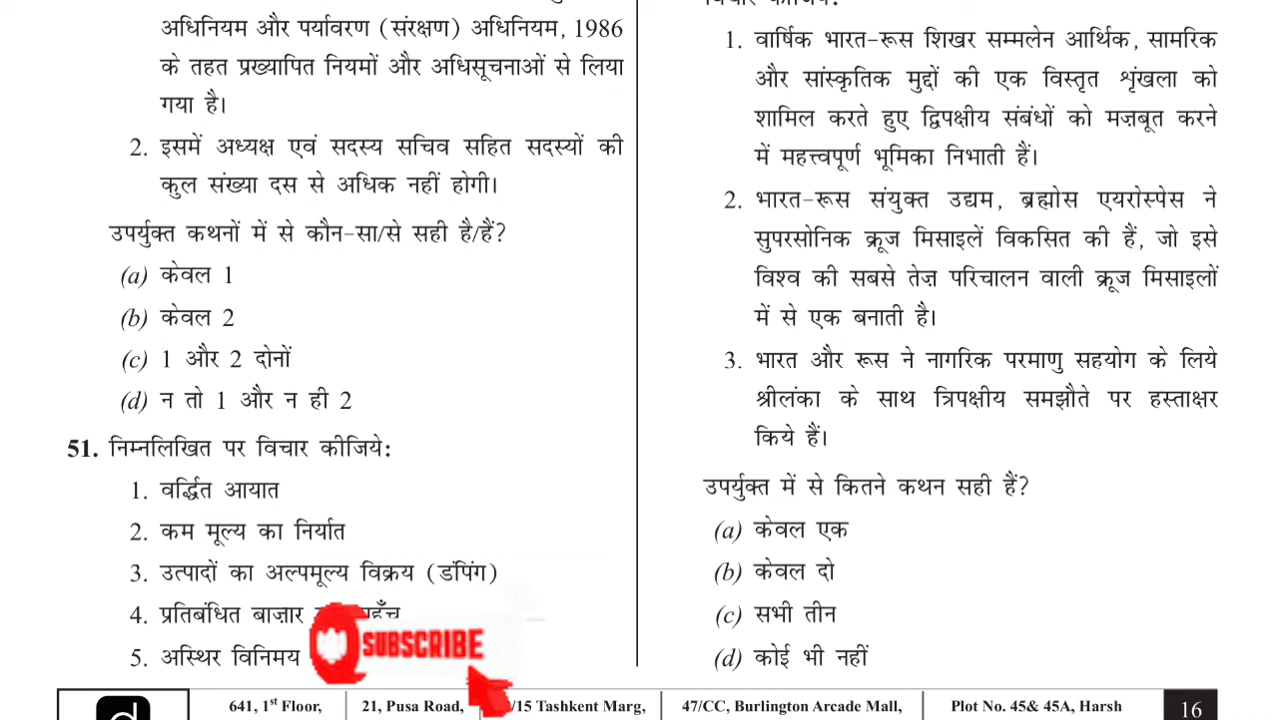 अधिनियम और पर्यावरण (संरक्षण) अधिनियम, 1986
के तहत प्रख्यापित नियमों और अधिसूचनाओं से लिया
गया है।
2. इसमें अध्यक्ष एवं सदस्य सचिव सहित सदस्यों की
कुल संख्या दस से अधिक नहीं होगी।
उपर्युक्त कथनों में से कौन-सा/से सही है/हैं?
(a) केवल 1
(b) केवल 2
(c) 1 और 2 दोनों
(d) न तो 1 और न ही 2
51. निम्नलिखित पर विचार कीजिये:
1. वर्द्धित आयात
2. कम मूल्य का निर्यात
3. उत्पादों का अल्पमूल्य विक्रय (डंपिंग)
4. प्रतिबंधित बाज़ार
5. अस्थिर विनिमय
SUBSCRIBE
विचार कीजिये:
1. वार्षिक भारत-रूस शिखर सम्मलेन आर्थिक, सामरिक
और सांस्कृतिक मुद्दों की एक विस्तृत शृंखला को
शामिल करते हुए द्विपक्षीय संबंधों को मज़बूत करने
में महत्त्वपूर्ण भूमिका निभाती हैं।
2. भारत-रूस संयुक्त उद्यम, ब्रह्मोस एयरोस्पेस ने
सुपरसोनिक क्रूज मिसाइलें विकसित की हैं, जो इसे
विश्व की सबसे तेज़ परिचालन वाली क्रूज मिसाइलों
में से एक बनाती है।
3. भारत और रूस ने नागरिक परमाणु सहयोग के लिये
श्रीलंका के साथ त्रिपक्षीय समझौते पर हस्ताक्षर
किये हैं।
उपर्युक्त में से कितने कथन सही हैं?
(a) केवल एक
(b) केवल दो
(c) सभी तीन
(d) कोई भी नहीं
641, 1st Floor,
21, Pusa Road,
/15 Tashkent Marg,
47/CC, Burlington Arcade Mall,
Plot No. 45& 45A, Harsh
16